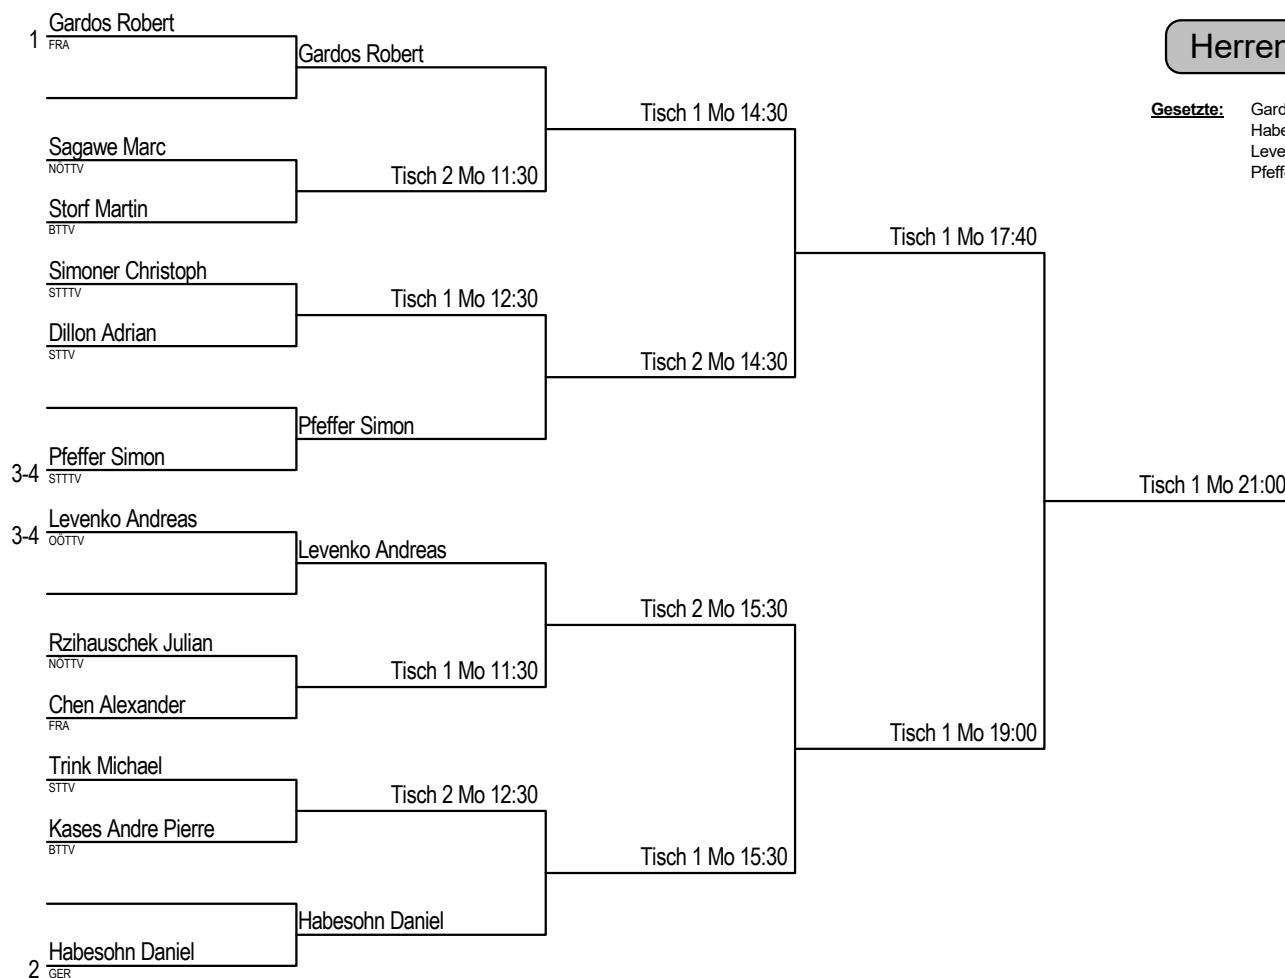 Gardos Robert
1
FRA
Gardos Robert
Herren
Tisch 1 Mo 14:30
Gesetzte:
Sagawe Marc
NÖTTV
Tisch 2 Mo 11:30
Storf Martin
BTTV
Tisch 1 Mo 17:40
Simoner Christoph
STTTV
Tisch 1 Mo 12:30
Dillon Adrian
STTV
Tisch 2 Mo 14:30
Pfeffer Simon
Pfeffer Simon
3-4
STTTV
Tisch 1 Mo 21:00
Levenko Andreas
3-4
OÖTTV
Levenko Andreas
Tisch 2 Mo 15:30
Rzihauschek Julian
NÖTTV
Tisch 1 Mo 11:30
Chen Alexander
FRA
Tisch 1 Mo 19:00
Trink Michael
STTV
Tisch 2 Mo 12:30
Kases Andre Pierre
BTTV
Tisch 1 Mo 15:30
Habesohn Daniel
Habesohn Daniel
2
GER